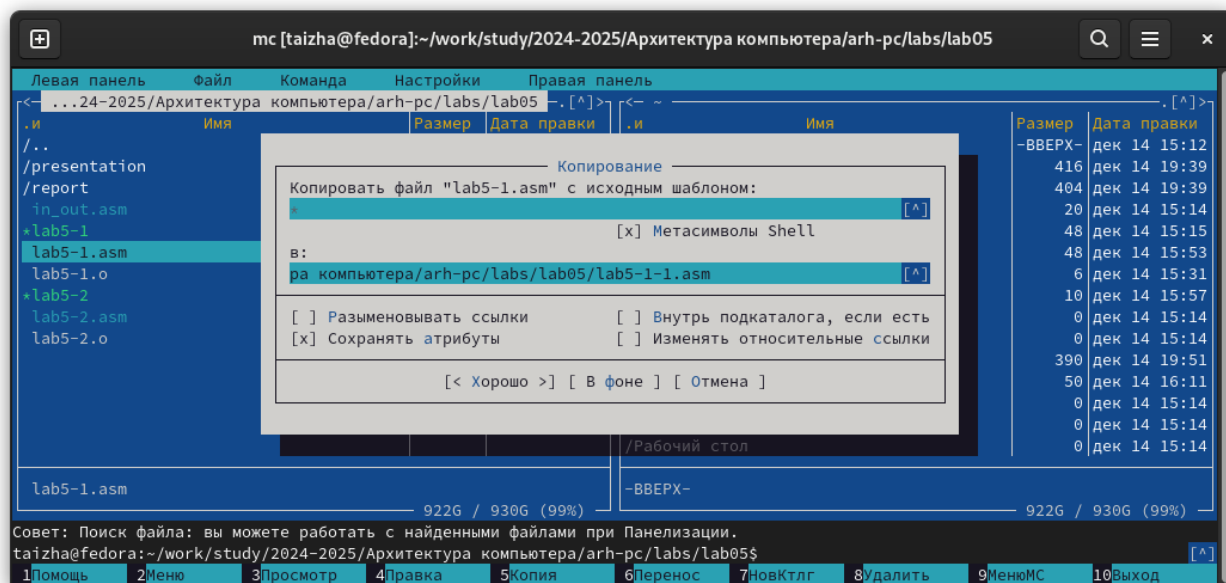 mc [taizha@fedora]:~/work/study/2024-2025/Архитектура компьютера/arh-pc/labs/lab05
Левая панель Файл Команда Настройки Правая панель
<— ...24-2025/Архитектура компьютера/arh-pc/labs/lab05 —.[^]>
.и Имя Размер Дата правки
/..
/presentation
/report
in_out.asm
*lab5-1
lab5-1.asm
lab5-1.o
*lab5-2
lab5-2.asm
lab5-2.o
lab5-1.asm
922G / 930G (99%)
Копирование
Копировать файл "lab5-1.asm" с исходным шаблоном:
* [^]
[x] Метасимволы Shell
в:
ра компьютера/arh-pc/labs/lab05/lab5-1-1.asm [^]
[ ] Разыменовывать ссылки [ ] Внутрь подкаталога, если есть
[x] Сохранять атрибуты [ ] Изменять относительные ссылки
[< Хорошо >] [ В фоне ] [ Отмена ]
<— ~ —.[^]>
.и Имя Размер Дата правки
-ВВЕРХ- дек 14 15:12
416 дек 14 19:39
404 дек 14 19:39
20 дек 14 15:14
48 дек 14 15:15
48 дек 14 15:53
6 дек 14 15:31
10 дек 14 15:57
0 дек 14 15:14
0 дек 14 15:14
390 дек 14 19:51
50 дек 14 16:11
0 дек 14 15:14
0 дек 14 15:14
/Рабочий стол 0 дек 14 15:14
-ВВЕРХ-
922G / 930G (99%)
Совет: Поиск файла: вы можете работать с найденными файлами при Панелизации.
taizha@fedora:~/work/study/2024-2025/Архитектура компьютера/arh-pc/labs/lab05$ [^]
1Помощь 2Меню 3Просмотр 4Правка 5Копия 6Перенос 7НовКтлг 8Удалить 9МенюMC 10Выход